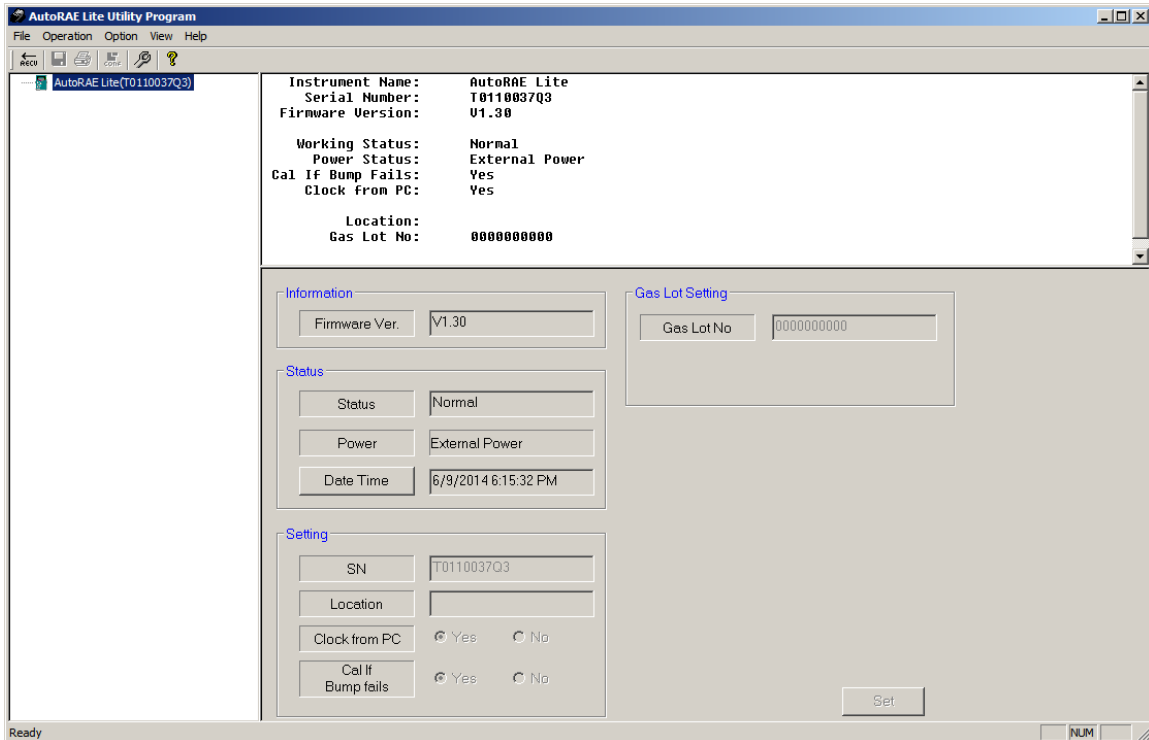 AutoRAE Lite Utility Program
File Operation Option View Help
RECV CONF
AutoRAE Lite(T0110037Q3)
Instrument Name: AutoRAE Lite
Serial Number: T0110037Q3
Firmware Version: V1.30
Working Status: Normal
Power Status: External Power
Cal If Bump Fails: Yes
Clock from PC: Yes
Location:
Gas Lot No: 0000000000
Information
Firmware Ver. V1.30
Status
Status Normal
Power External Power
Date Time 6/9/2014 6:15:32 PM
Setting
SN T0110037Q3
Location
Clock from PC Yes No
Cal If
Bump fails Yes No
Gas Lot Setting
Gas Lot No 0000000000
Set
Ready NUM